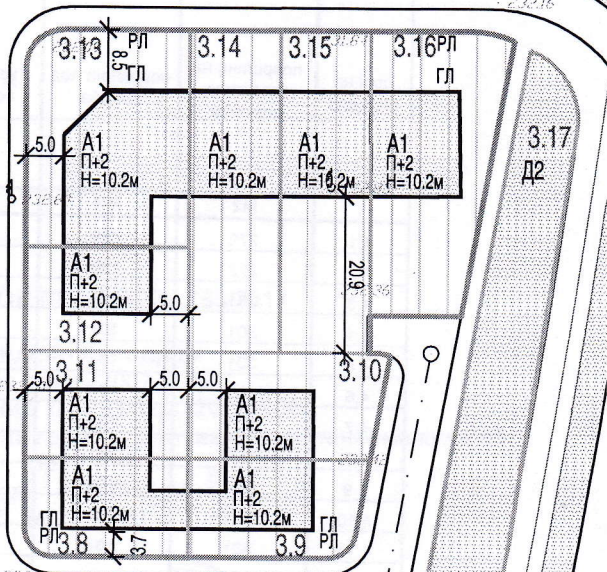 232.16
3.13
РЛ
3.14
3.15
3.16 РЛ
8.5
ГЛ
ГЛ
3.17
Д2
5.0
А1
П+2
Н=10.2м
А1
П+2
Н=10.2м
А1
П+2
Н=10.2м
А1
П+2
Н=10.2м
20.9
А1
П+2
Н=10.2м
5.0
3.12
3.11
3.10
5.0
5.0
5.0
А1
П+2
Н=10.2м
А1
П+2
Н=10.2м
А1
П+2
Н=10.2м
А1
П+2
Н=10.2м
ГЛ
РЛ
3.8
3.7
3.9
ГЛ
РЛ